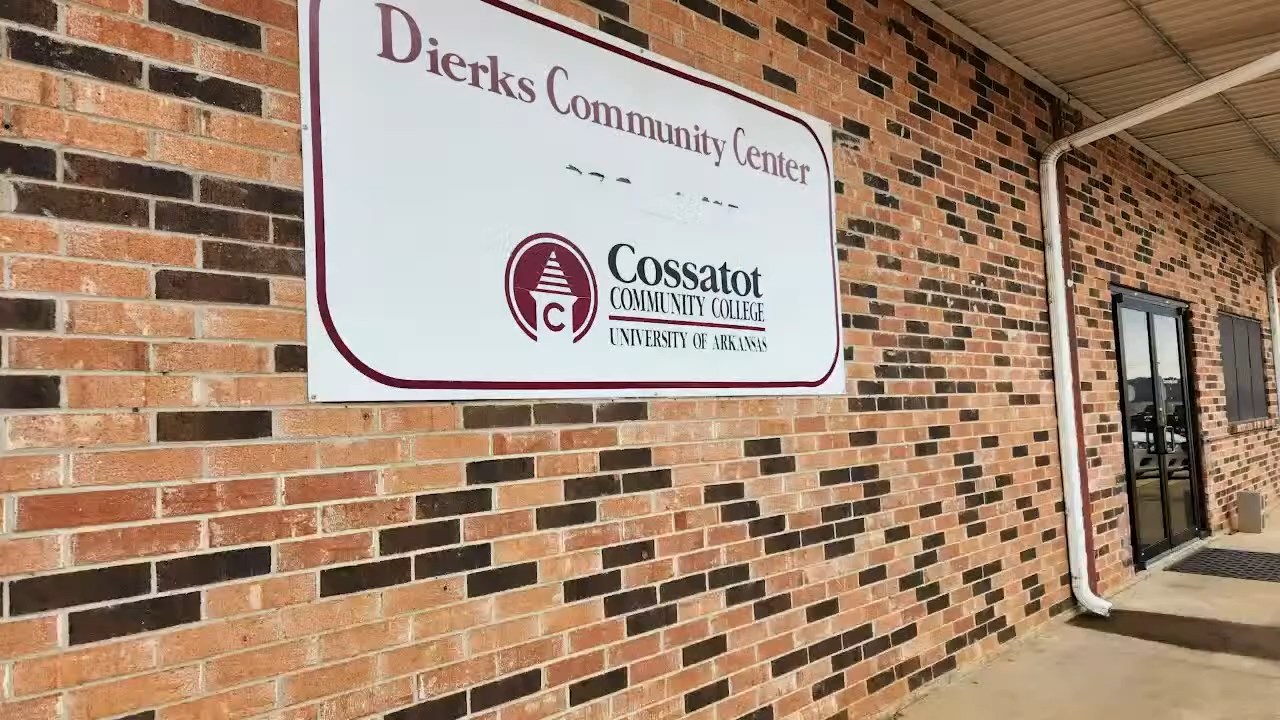 Dierks Community Center
C
Cossatot
COMMUNITY COLLEGE
UNIVERSITY OF ARKANSAS